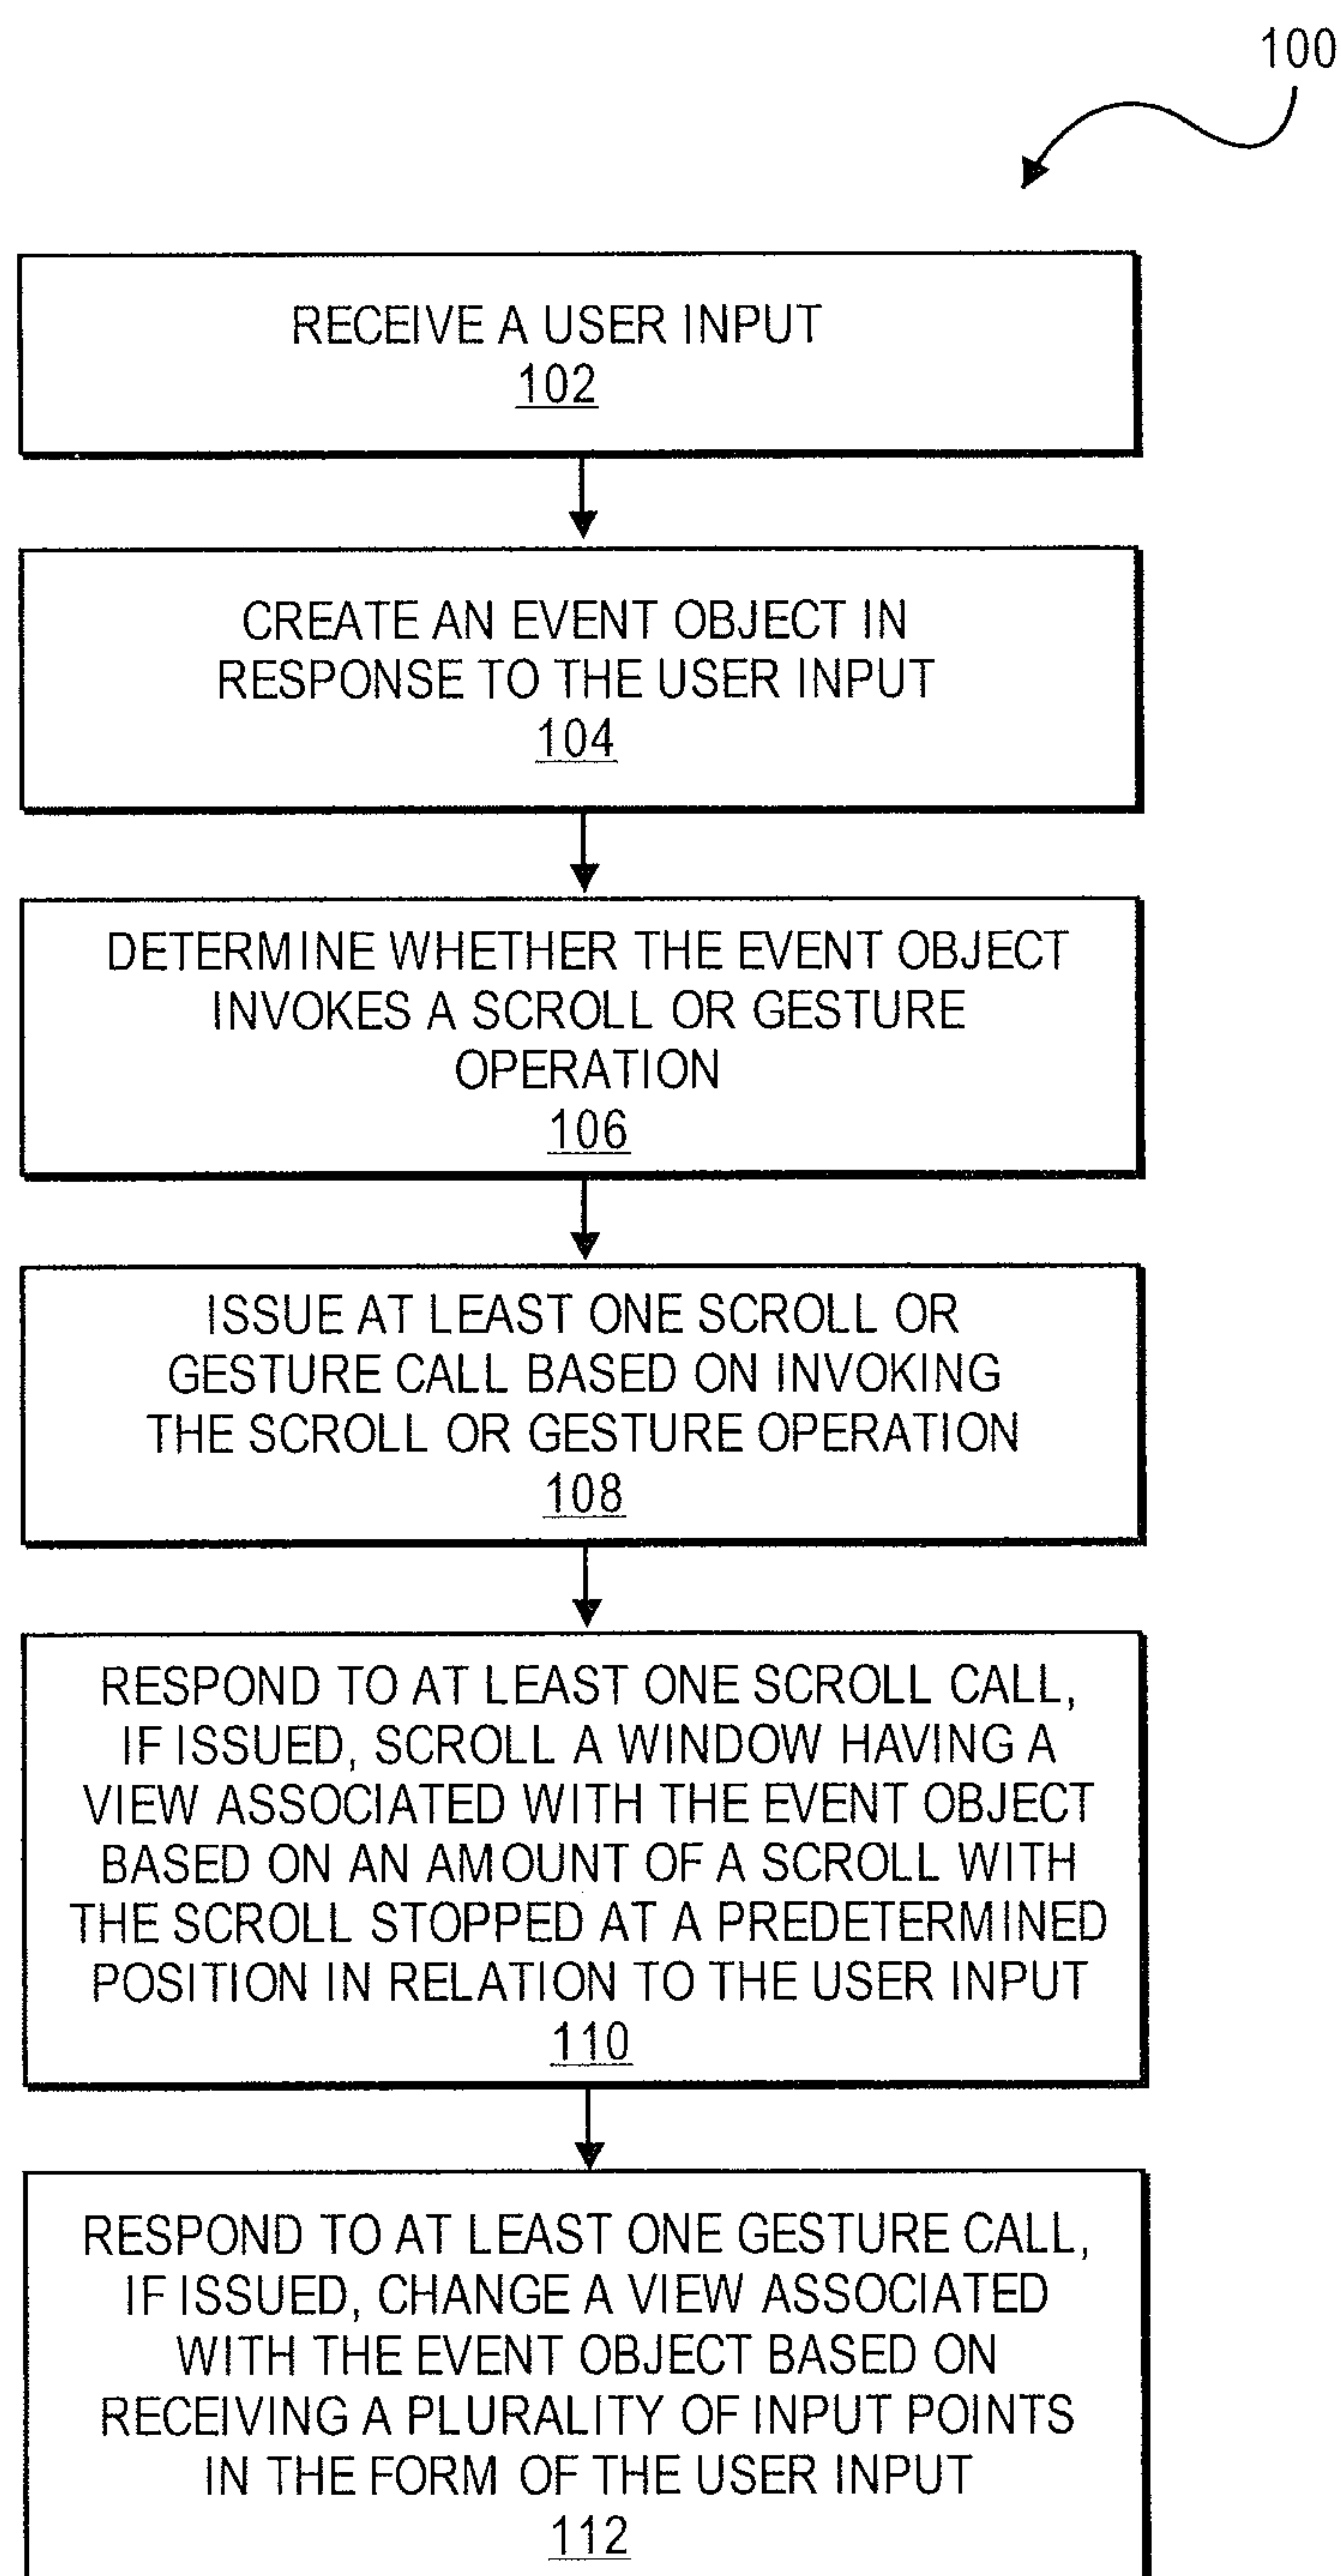 100
RECEIVE A USER INPUT
102
CREATE AN EVENT OBJECT IN
RESPONSE TO THE USER INPUT
104
DETERMINE WHETHER THE EVENT OBJECT
INVOKES A SCROLL OR GESTURE
OPERATION
106
ISSUE AT LEAST ONE SCROLL OR
GESTURE CALL BASED ON INVOKING
THE SCROLL OR GESTURE OPERATION
108
RESPOND TO AT LEAST ONE SCROLL CALL,
IF ISSUED, SCROLL A WINDOW HAVING A
VIEW ASSOCIATED WITH THE EVENT OBJECT
BASED ON AN AMOUNT OF A SCROLL WITH
THE SCROLL STOPPED AT A PREDETERMINED
POSITION IN RELATION TO THE USER INPUT
110
RESPOND TO AT LEAST ONE GESTURE CALL,
IF ISSUED, CHANGE A VIEW ASSOCIATED
WITH THE EVENT OBJECT BASED ON
RECEIVING A PLURALITY OF INPUT POINTS
IN THE FORM OF THE USER INPUT
112